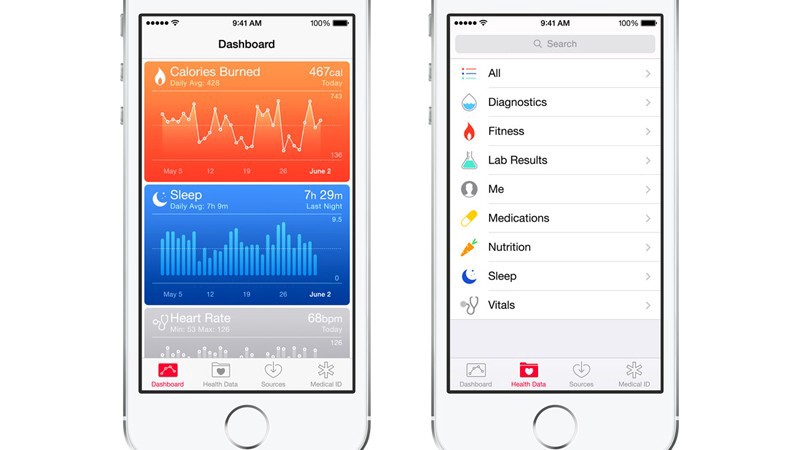 9:41 AM 100%
Dashboard
Calories Burned 467cal
Daily Avg: 428 Today
743
136
May 5 12 19 26 June 2
Sleep 7h 29m
Daily Avg: 7h 9m Last Night
9.5
0
May 5 12 19 26 June 2
Heart Rate 68bpm
Min: 53 Max: 126 Today
126
Dashboard Health Data Sources Medical ID
9:41 AM 100%
Search
All
Diagnostics
Fitness
Lab Results
Me
Medications
Nutrition
Sleep
Vitals
Dashboard Health Data Sources Medical ID